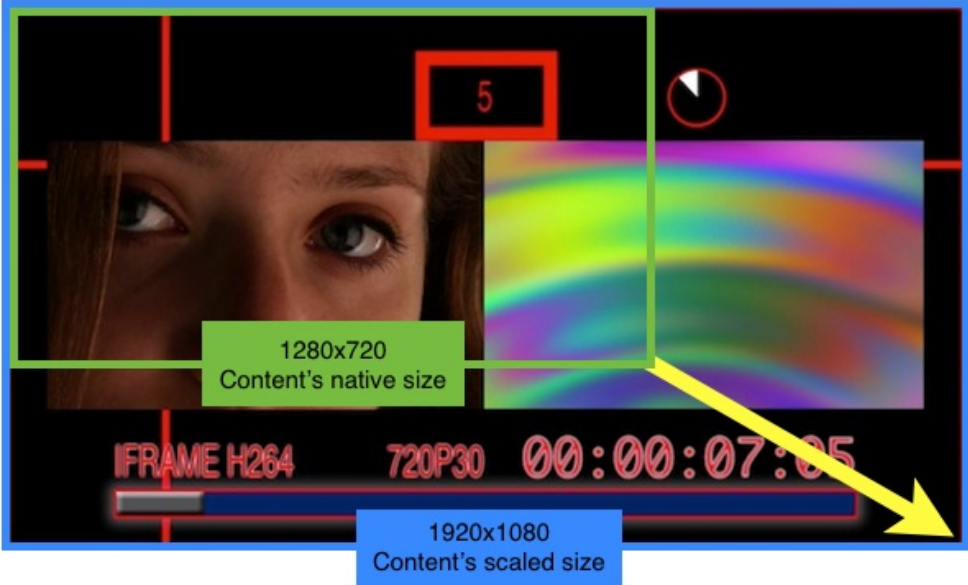 5
1280x720
Content's native size
IFRAME H264 720P30 00:00:07:05
1920x1080
Content's scaled size